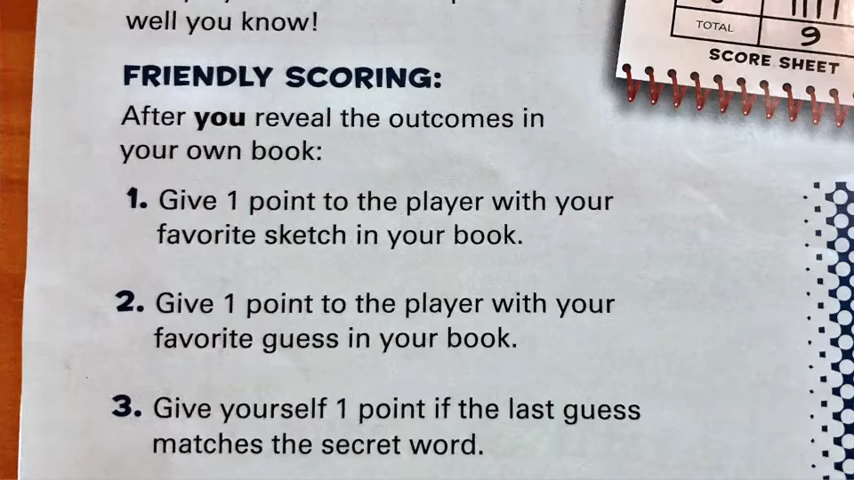 well you know!
FRIENDLY SCORING:
After you reveal the outcomes in
your own book:
1. Give 1 point to the player with your
favorite sketch in your book.
2. Give 1 point to the player with your
favorite guess in your book.
3. Give yourself 1 point if the last guess
matches the secret word.
TOTAL
9
SCORE SHEET